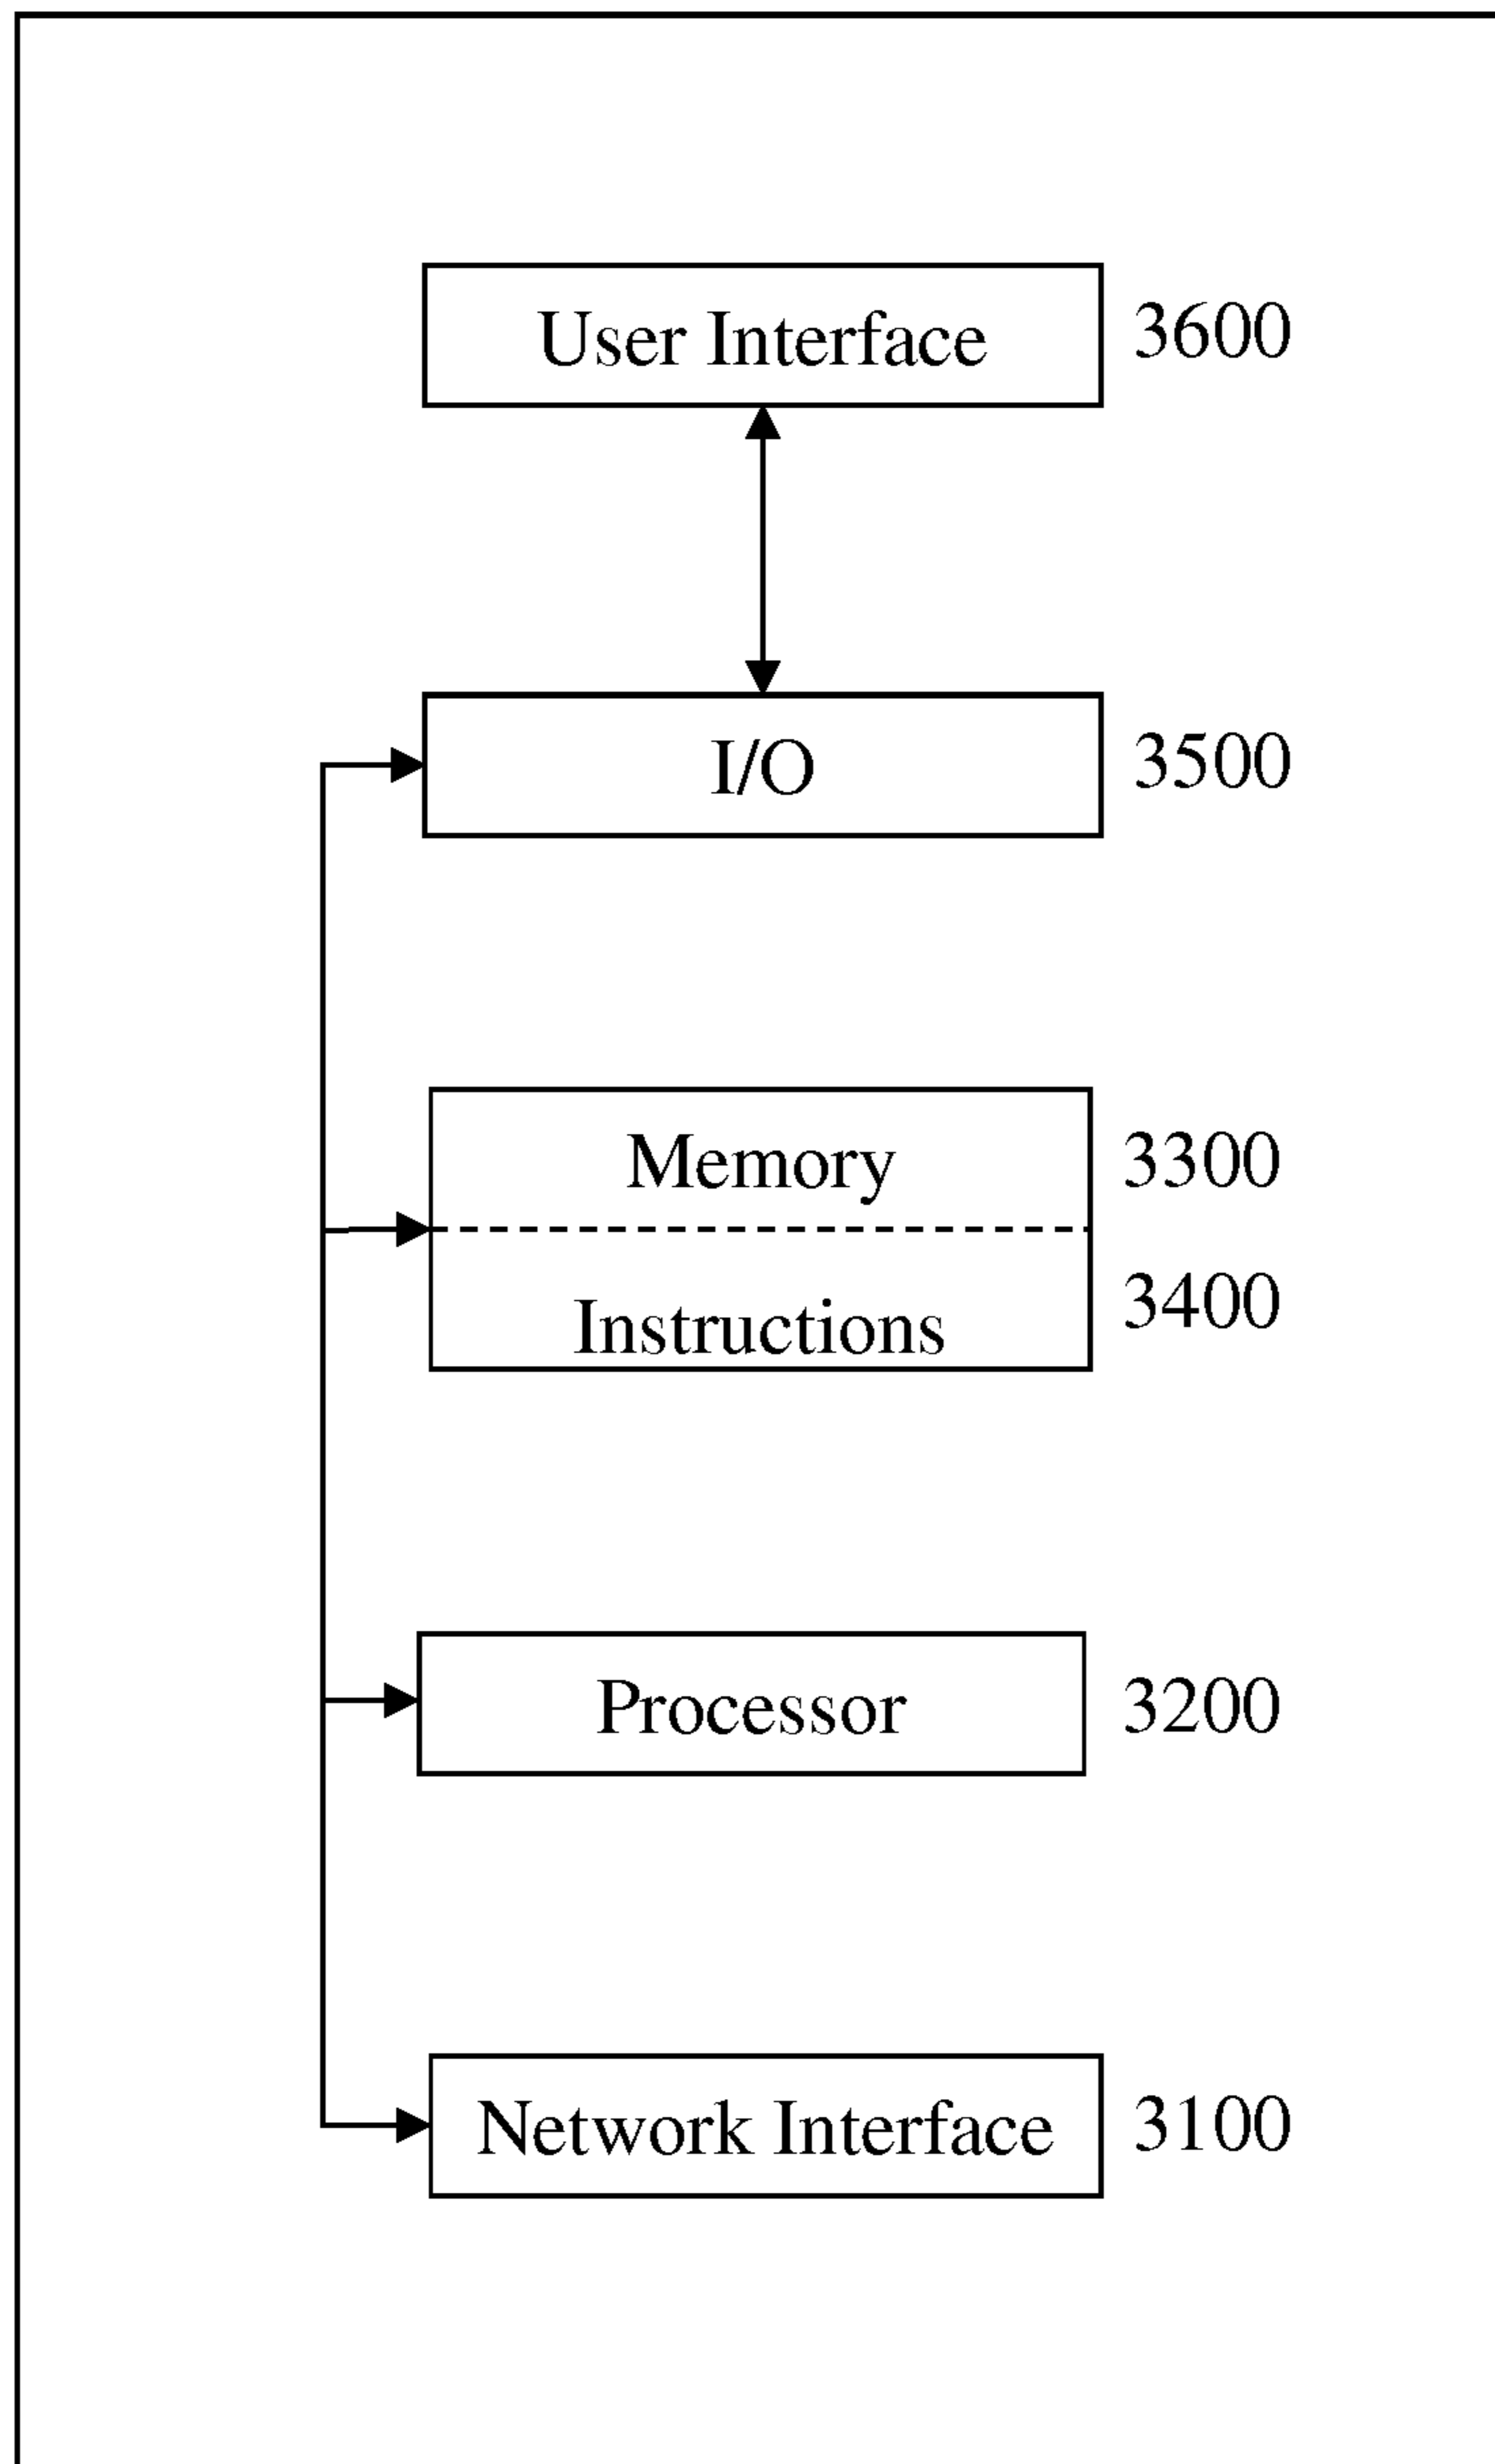 User Interface 3600
I/O 3500
Memory 3300
Instructions 3400
Processor 3200
Network Interface 3100